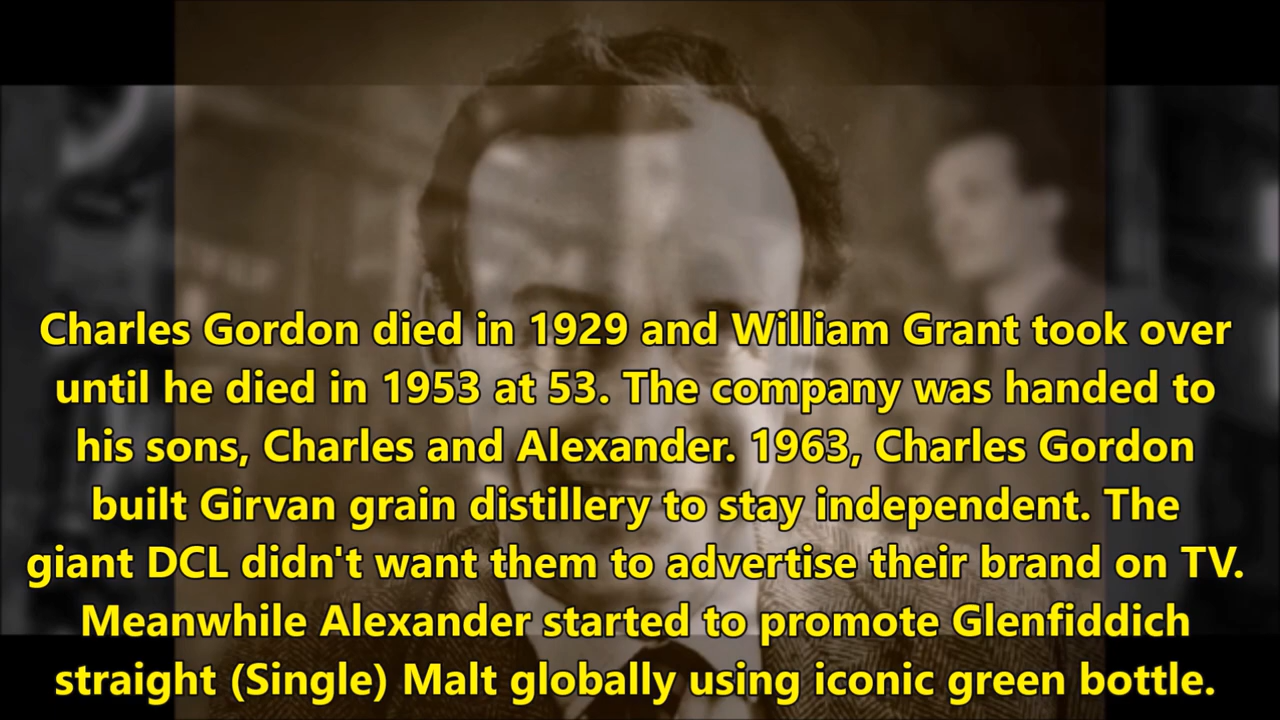 Charles Gordon died in 1929 and William Grant took over
until he died in 1953 at 53. The company was handed to
his sons, Charles and Alexander. 1963, Charles Gordon
built Girvan grain distillery to stay independent. The
giant DCL didn't want them to advertise their brand on TV.
Meanwhile Alexander started to promote Glenfiddich
straight (Single) Malt globally using iconic green bottle.